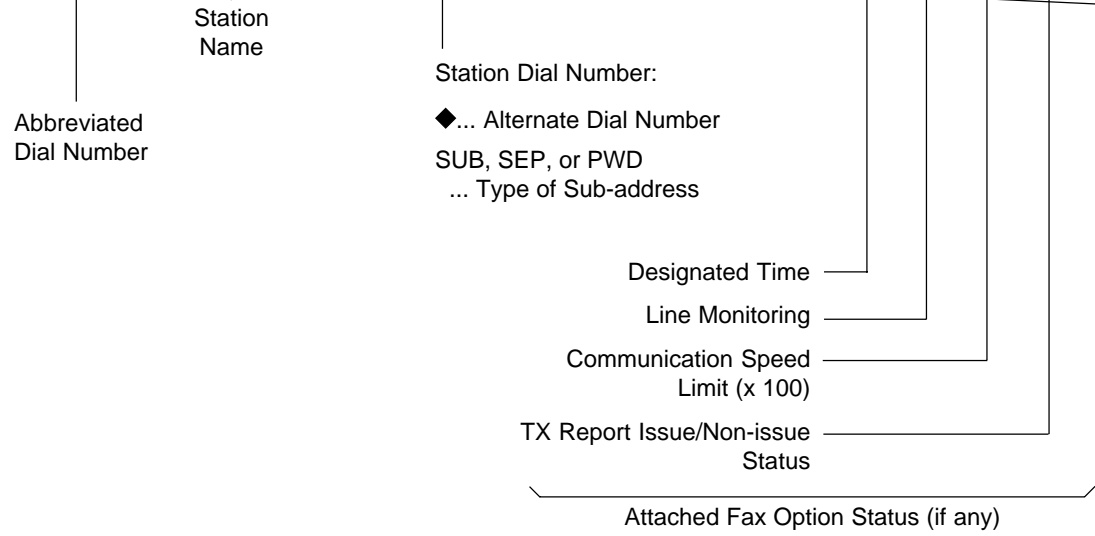 Station
Name
Station Dial Number:
Abbreviated
Dial Number
◆... Alternate Dial Number
SUB, SEP, or PWD
... Type of Sub-address
Designated Time
Line Monitoring
Communication Speed
Limit (x 100)
TX Report Issue/Non-issue
Status
Attached Fax Option Status (if any)